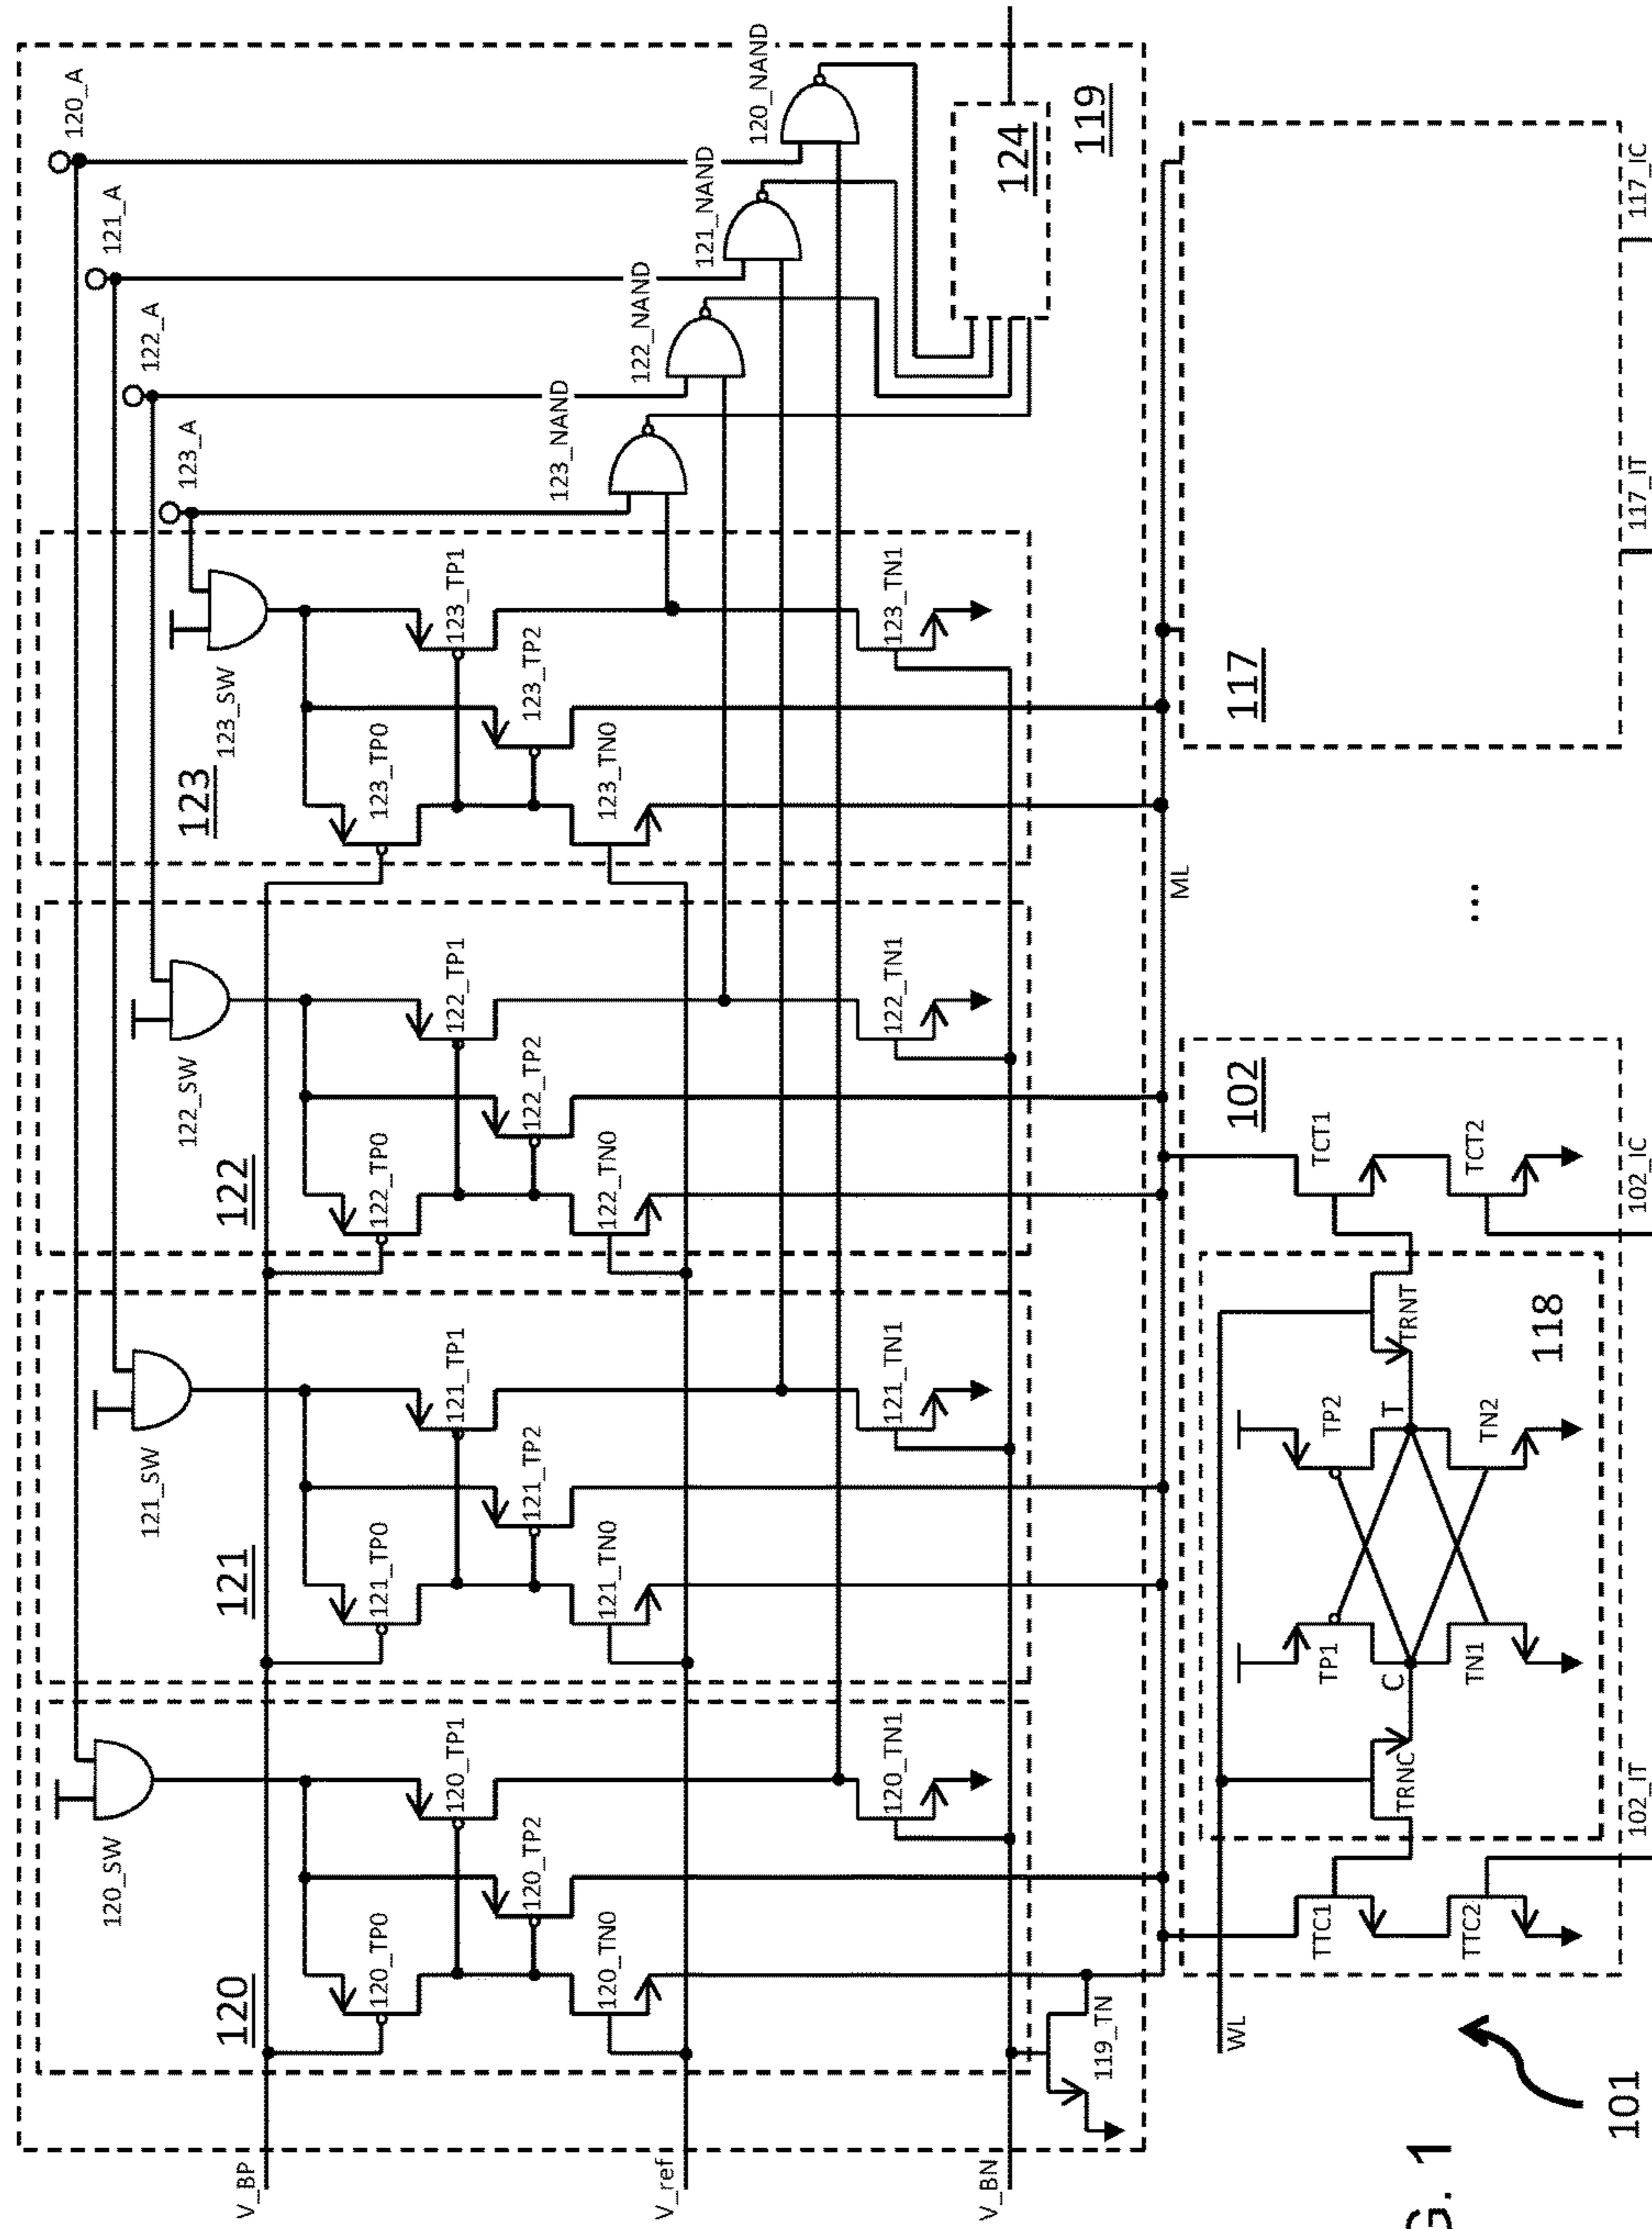 120_A
121_A
122_A
123_A
120_NAND
121_NAND
122_NAND
123_NAND
124
119
120_SW
121_SW
122_SW
123_SW
120
121
122
123
120_TP0
120_TP1
120_TP2
120_TN0
120_TN1
121_TP0
121_TP1
121_TP2
121_TN0
121_TN1
122_TP0
122_TP1
122_TP2
122_TN0
122_TN1
123_TP0
123_TP1
123_TP2
123_TN0
123_TN1
V_BP
V_ref
V_BN
119_TN
ML
WL
102
117
...
TTC1
TTC2
TRNC
C
TP1
TN1
TP2
T
TN2
TRNT
118
TCT1
TCT2
102_IT
102_IC
117_IT
117_IC
101
G. 1